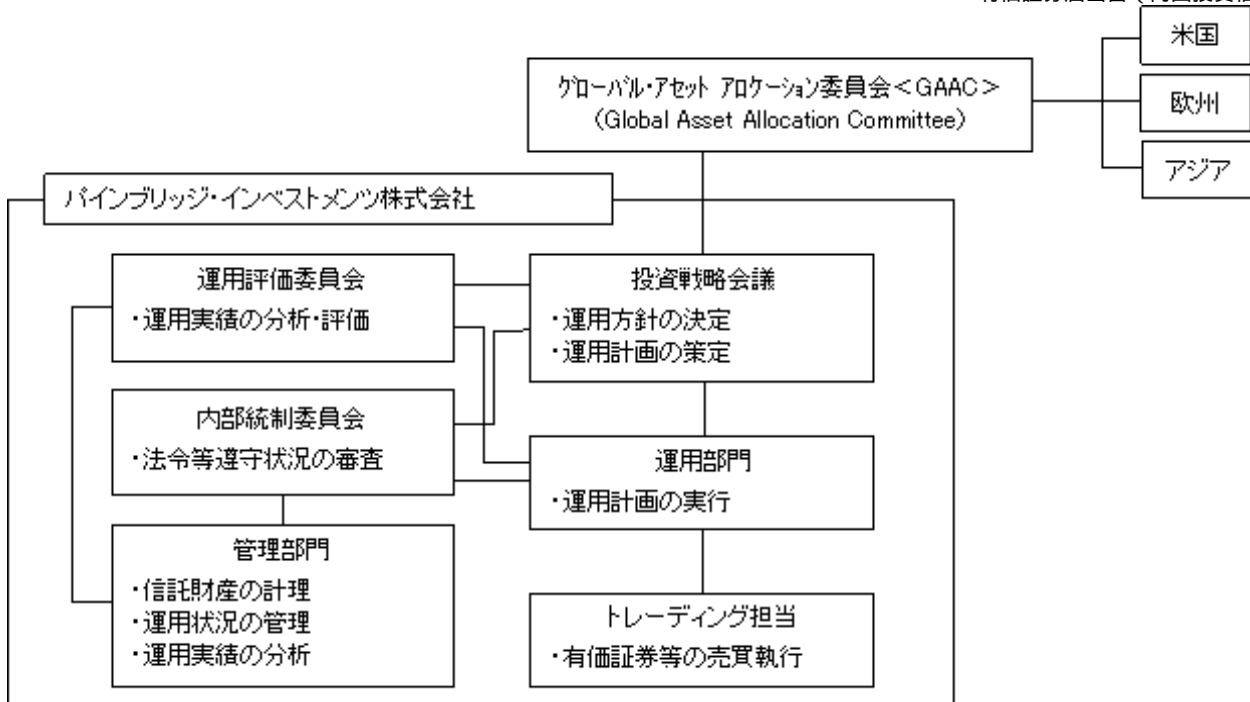 米国
グローバル・アセット アロケーション委員会<GAAC>
(Global Asset Allocation Committee)
欧州
アジア
パインブリッジ・インベストメンツ株式会社
運用評価委員会
・運用実績の分析・評価
投資戦略会議
・運用方針の決定
・運用計画の策定
内部統制委員会
・法令等遵守状況の審査
運用部門
・運用計画の実行
管理部門
・信託財産の計理
・運用状況の管理
・運用実績の分析
トレーディング担当
・有価証券等の売買執行